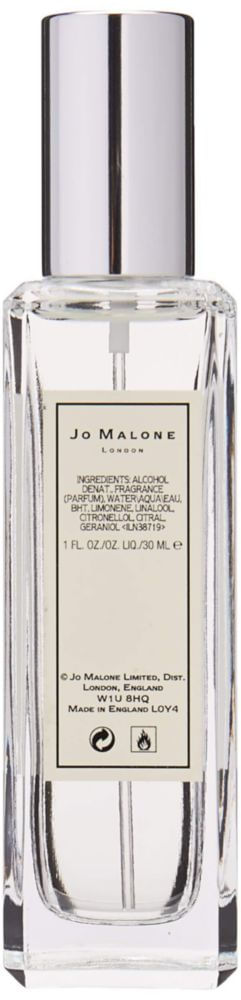 JO MALONE
LONDON
INGREDIENTS: ALCOHOL
DENAT., FRAGRANCE
(PARFUM), WATER\AQUA\EAU,
BHT, LIMONENE, LINALOOL,
CITRONELLOL, CITRAL,
GERANIOL <ILN38719>
1 FL. OZ./OZ. LIQ./30 ML ℮
© JO MALONE LIMITED, DIST.
LONDON, ENGLAND
W1U 8HQ
MADE IN ENGLAND L0Y4